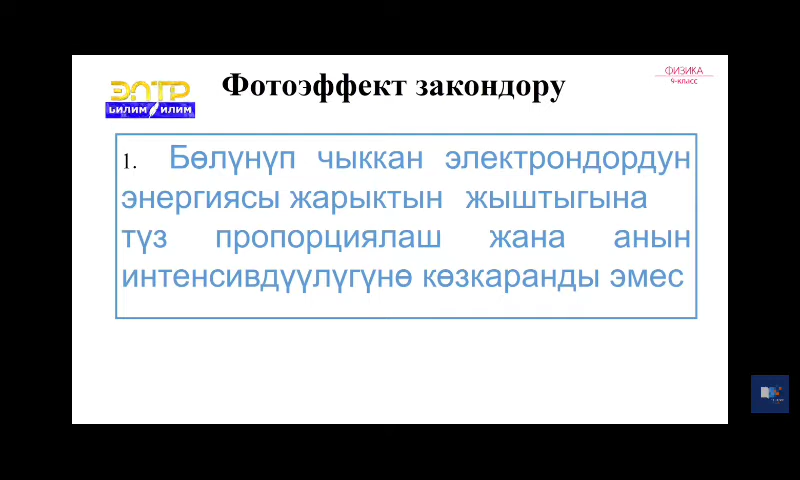 Фотоэффект закондору
ФИЗИКА
9-класс
ЭЛТР
БИЛИМ ИЛИМ
1. Бөлүнүп чыккан электрондордун
энергиясы жарыктын жыштыгына
түз пропорциялаш жана анын
интенсивдүүлүгүнө көзкаранды эмес